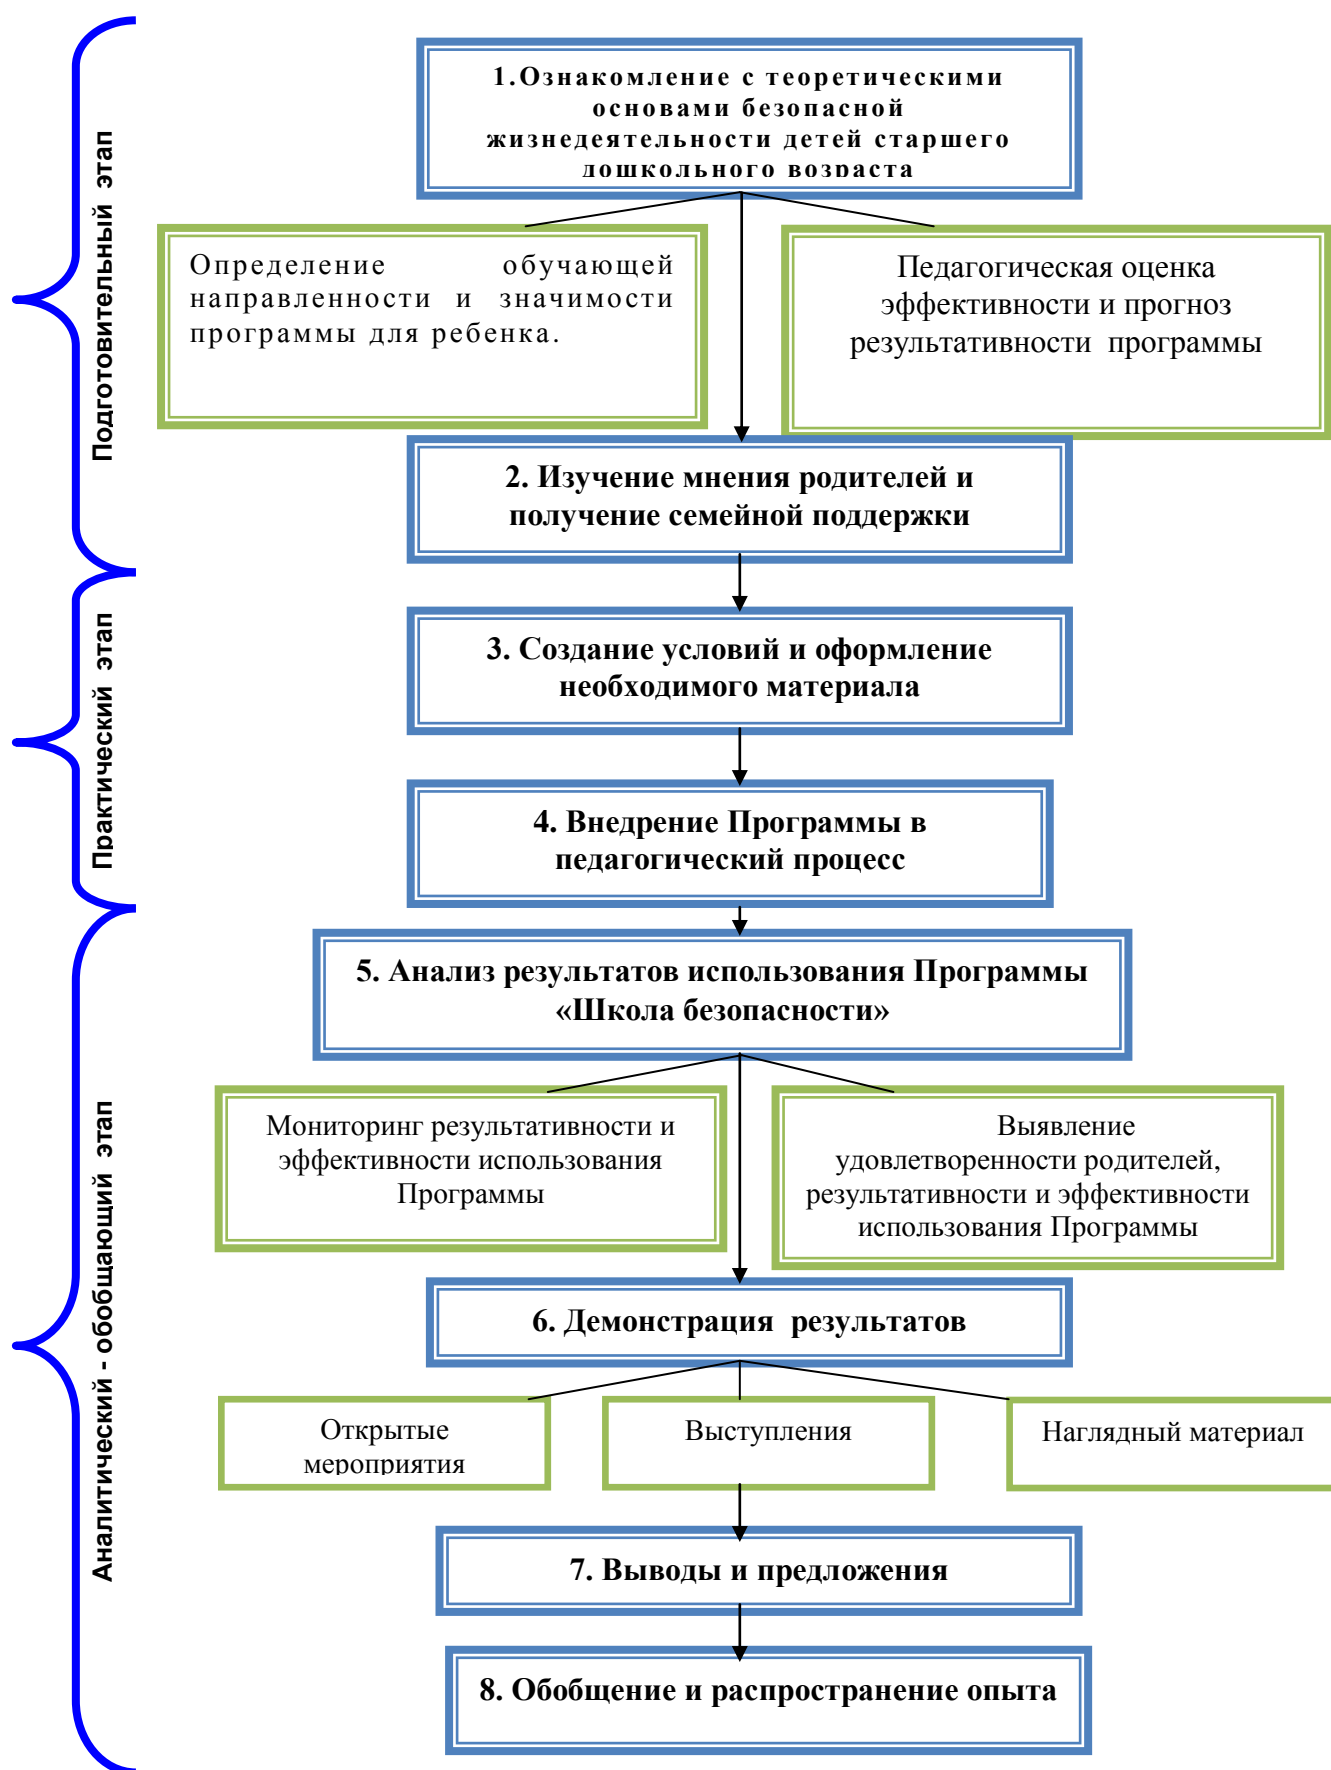 Подготовительный этап
1.Ознакомление с теоретическими
основами безопасной
жизнедеятельности детей старшего
дошкольного возраста
Определение обучающей
направленности и значимости
программы для ребенка.
Педагогическая оценка
эффективности и прогноз
результативности программы
2. Изучение мнения родителей и
получение семейной поддержки
Практический этап
3. Создание условий и оформление
необходимого материала
4. Внедрение Программы в
педагогический процесс
Аналитический - обобщающий этап
5. Анализ результатов использования Программы
«Школа безопасности»
Мониторинг результативности и
эффективности использования
Программы
Выявление
удовлетворенности родителей,
результативности и эффективности
использования Программы
6. Демонстрация результатов
Открытые
мероприятия
Выступления
Наглядный материал
7. Выводы и предложения
8. Обобщение и распространение опыта